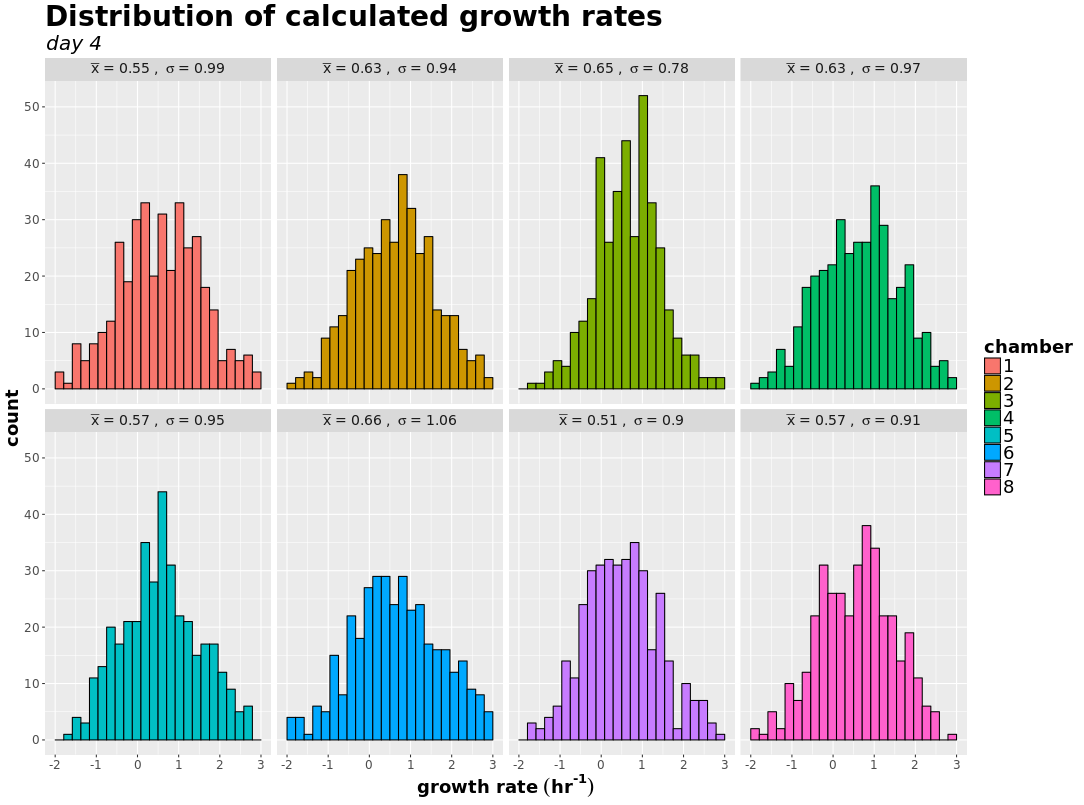 Distribution of calculated growth rates
day 4
x̅ = 0.55 , σ = 0.99
x̅ = 0.63 , σ = 0.94
x̅ = 0.65 , σ = 0.78
x̅ = 0.63 , σ = 0.97
50
40
30
20
10
0
x̅ = 0.57 , σ = 0.95
x̅ = 0.66 , σ = 1.06
x̅ = 0.51 , σ = 0.9
x̅ = 0.57 , σ = 0.91
50
40
30
20
10
0
-2 -1 0 1 2 3
-2 -1 0 1 2 3
-2 -1 0 1 2 3
-2 -1 0 1 2 3
count
growth rate (hr⁻¹)
chamber
1
2
3
4
5
6
7
8